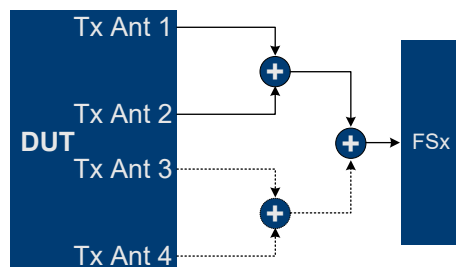 Tx Ant 1
Tx Ant 2
DUT
Tx Ant 3
Tx Ant 4
+
+
+
FSx